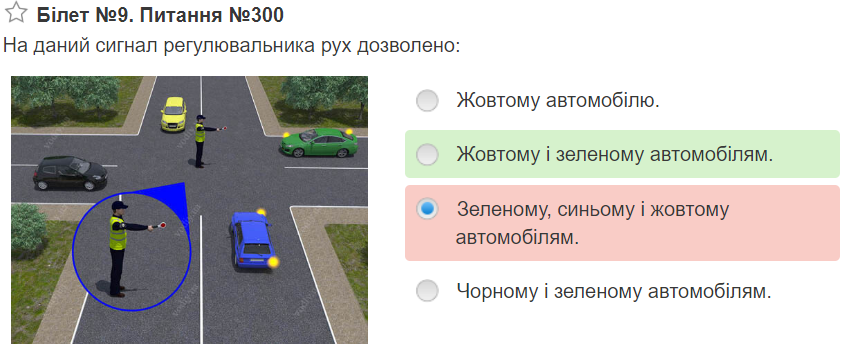 Білет №9. Питання №300
На даний сигнал регулювальника рух дозволено:
Жовтому автомобілю.
Жовтому і зеленому автомобілям.
Зеленому, синьому і жовтому
автомобілям.
Чорному і зеленому автомобілям.